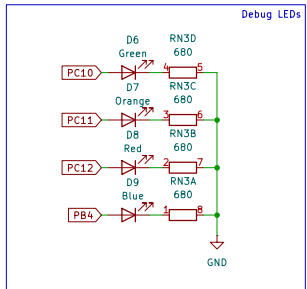 Debug LEDs
D6
Green
RN3D
680
PC10
4
5
D7
Orange
RN3C
680
PC11
3
6
D8
Red
RN3B
680
PC12
2
7
D9
Blue
RN3A
680
PB4
1
8
GND